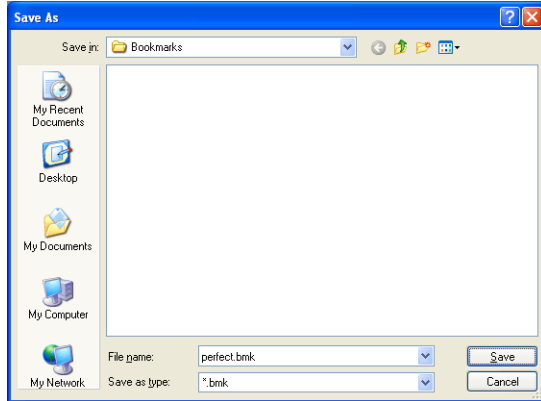 Save As
Save in: Bookmarks
My Recent
Documents
Desktop
My Documents
My Computer
My Network
File name: perfect.bmk Save
Save as type: *.bmk Cancel